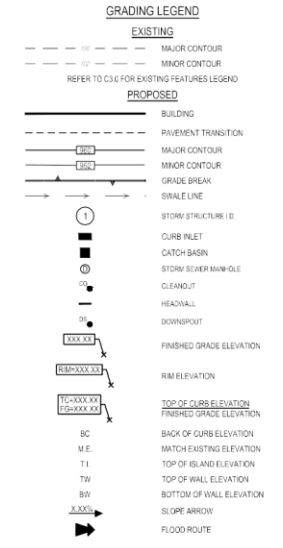 GRADING LEGEND
EXISTING
MAJOR CONTOUR
MINOR CONTOUR
REFER TO C3.0 FOR EXISTING FEATURES LEGEND
PROPOSED
BUILDING
PAVEMENT TRANSITION
960 MAJOR CONTOUR
962 MINOR CONTOUR
GRADE BREAK
SWALE LINE
1 STORM STRUCTURE I.D.
CURB INLET
CATCH BASIN
D STORM SEWER MANHOLE
CO CLEANOUT
HEADWALL
DS DOWNSPOUT
XXX.XX FINISHED GRADE ELEVATION
RIM=XXX.XX RIM ELEVATION
TC=XXX.XX TOP OF CURB ELEVATION
FG=XXX.XX FINISHED GRADE ELEVATION
BC BACK OF CURB ELEVATION
M.E. MATCH EXISTING ELEVATION
T.I. TOP OF ISLAND ELEVATION
TW TOP OF WALL ELEVATION
BW BOTTOM OF WALL ELEVATION
X.XX% SLOPE ARROW
FLOOD ROUTE